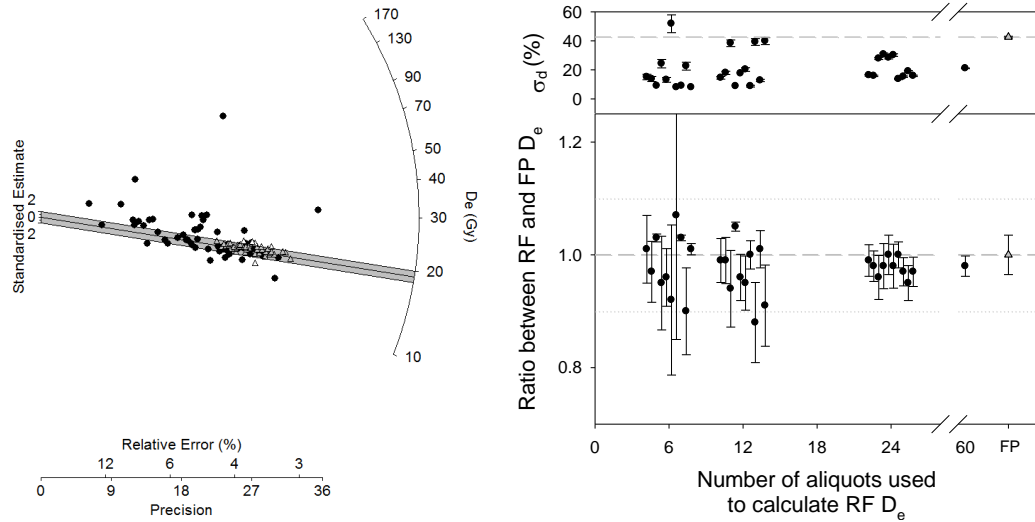 170
130
90
70
50
40
30
20
10
De (Gy)
Standardised Estimate
2
0
2
Relative Error (%)
12 6 4 3
0 9 18 27 36
Precision
σd (%)
60
40
20
0
Ratio between RF and FP De
1.2
1.0
0.8
0 6 12 18 24 60 FP
Number of aliquots used
to calculate RF De